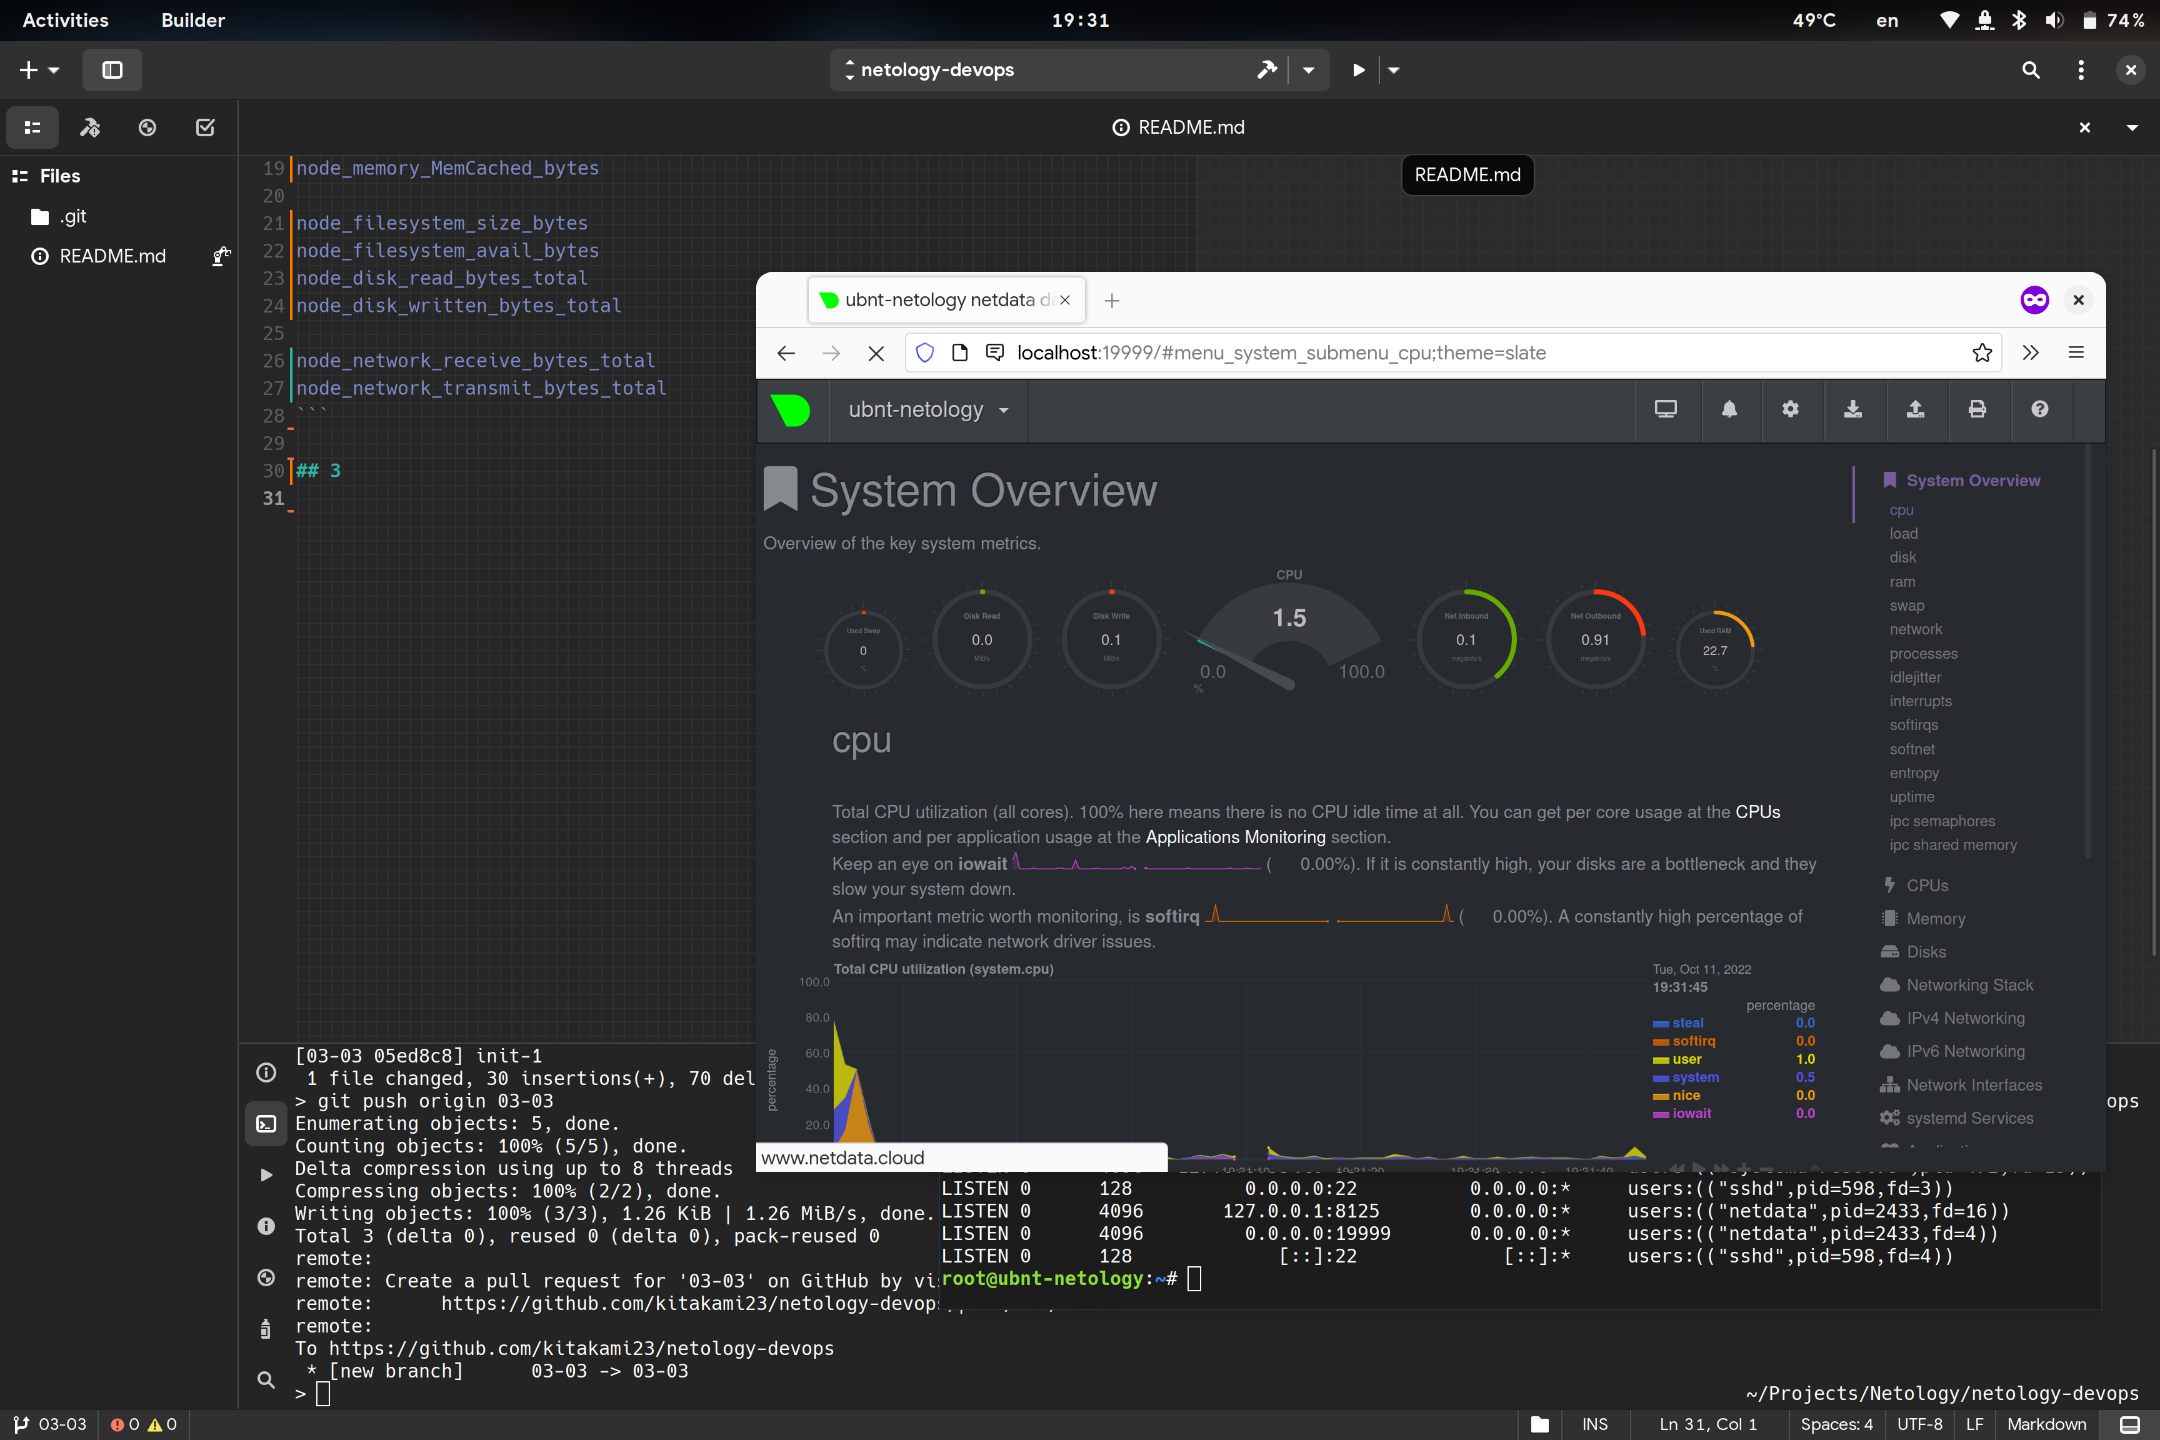 Activities
Builder
19:31
49°C
en
74%
netology-devops
README.md
README.md
Files
.git
README.md
19 node_memory_MemCached_bytes
20
21 node_filesystem_size_bytes
22 node_filesystem_avail_bytes
23 node_disk_read_bytes_total
24 node_disk_written_bytes_total
25
26 node_network_receive_bytes_total
27 node_network_transmit_bytes_total
28 ```
29
30 ## 3
31
ubnt-netology netdata da
localhost:19999/#menu_system_submenu_cpu;theme=slate
ubnt-netology
System Overview
Overview of the key system metrics.
Used Swap
0
%
Disk Read
0.0
MiB/s
Disk Write
0.1
MiB/s
CPU
1.5
0.0
100.0
%
Net Inbound
0.1
megabits/s
Net Outbound
0.91
megabits/s
Used RAM
22.7
%
cpu
Total CPU utilization (all cores). 100% here means there is no CPU idle time at all. You can get per core usage at the CPUs
section and per application usage at the Applications Monitoring section.
Keep an eye on iowait ( 0.00%). If it is constantly high, your disks are a bottleneck and they
slow your system down.
An important metric worth monitoring, is softirq ( 0.00%). A constantly high percentage of
softirq may indicate network driver issues.
Total CPU utilization (system.cpu)
100.0
80.0
60.0
40.0
20.0
percentage
Tue, Oct 11, 2022
19:31:45
percentage
steal 0.0
softirq 0.0
user 1.0
system 0.5
nice 0.0
iowait 0.0
www.netdata.cloud
System Overview
cpu
load
disk
ram
swap
network
processes
idlejitter
interrupts
softirqs
softnet
entropy
uptime
ipc semaphores
ipc shared memory
CPUs
Memory
Disks
Networking Stack
IPv4 Networking
IPv6 Networking
Network Interfaces
systemd Services
[03-03 05ed8c8] init-1
1 file changed, 30 insertions(+), 70 del
> git push origin 03-03
ops
Enumerating objects: 5, done.
Counting objects: 100% (5/5), done.
Delta compression using up to 8 threads
Compressing objects: 100% (2/2), done.
Writing objects: 100% (3/3), 1.26 KiB | 1.26 MiB/s, done.
Total 3 (delta 0), reused 0 (delta 0), pack-reused 0
remote:
remote: Create a pull request for '03-03' on GitHub by vi
remote: https://github.com/kitakami23/netology-devops
remote:
To https://github.com/kitakami23/netology-devops
* [new branch] 03-03 -> 03-03
>
~/Projects/Netology/netology-devops
LISTEN 0 128 0.0.0.0:22 0.0.0.0:* users:(("sshd",pid=598,fd=3))
LISTEN 0 4096 127.0.0.1:8125 0.0.0.0:* users:(("netdata",pid=2433,fd=16))
LISTEN 0 4096 0.0.0.0:19999 0.0.0.0:* users:(("netdata",pid=2433,fd=4))
LISTEN 0 128 [::]:22 [::]:* users:(("sshd",pid=598,fd=4))
root@ubnt-netology:~#
03-03
0
0
INS
Ln 31, Col 1
Spaces: 4
UTF-8
LF
Markdown